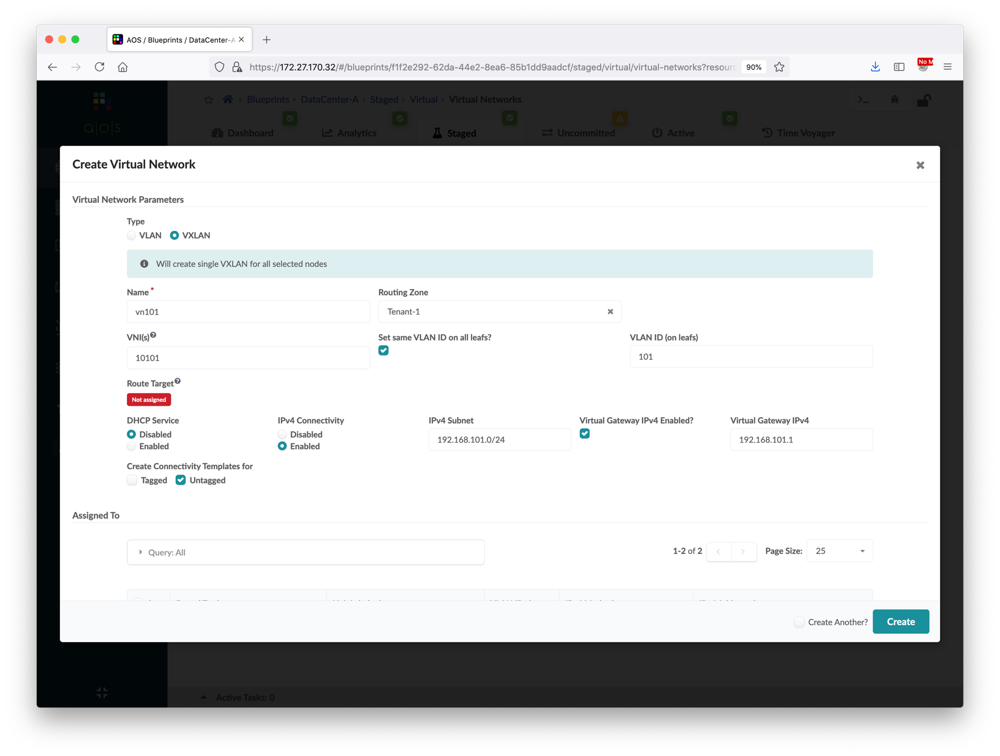 AOS / Blueprints / DataCenter-A
https://172.27.170.32/#/blueprints/f1f2e292-62da-44e2-8ea6-85b1dd9aadcf/staged/virtual/virtual-networks?resourc
90%
No M
a|o|s
Blueprints DataCenter-A Staged Virtual Virtual Networks
Dashboard Analytics Staged Uncommitted Active Time Voyager
Create Virtual Network
Virtual Network Parameters
Type
VLAN VXLAN
Will create single VXLAN for all selected nodes
Name * Routing Zone
vn101 Tenant-1
VNI(s) Set same VLAN ID on all leafs? VLAN ID (on leafs)
10101 101
Route Target
Not assigned
DHCP Service IPv4 Connectivity IPv4 Subnet Virtual Gateway IPv4 Enabled? Virtual Gateway IPv4
Disabled Disabled 192.168.101.0/24 192.168.101.1
Enabled Enabled
Create Connectivity Templates for
Tagged Untagged
Assigned To
Query: All 1-2 of 2 Page Size: 25
Create Another? Create
Active Tasks: 0